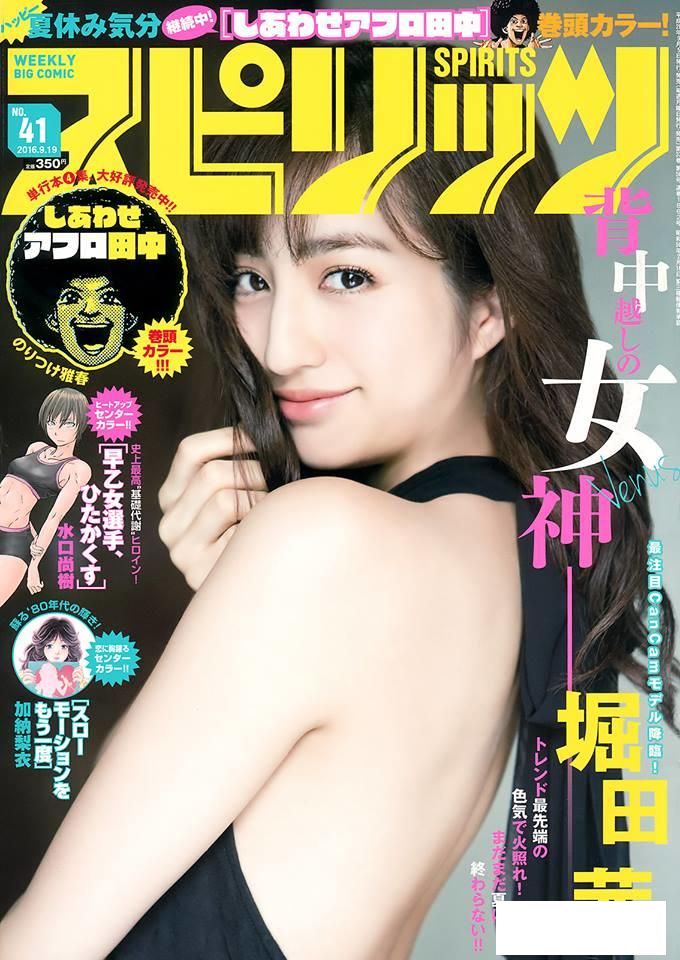 ハッピー夏休み気分
継続中!
[しあわせアフロ田中]
巻頭カラー!
WEEKLY
BIG COMIC
SPIRITS
スピリッツ
NO.
41
2016.9.19
定価350円
単行本④集、大好評発売中!!
しあわせ
アフロ田中
のりつけ雅春
巻頭
カラー!!!
ヒートアップ
センター
カラー!!
史上最高“基礎代謝”ヒロイン!
[早乙女選手、
ひたかくす]
水口尚樹
蘇る'80年代の輝き!
恋に胸躍る
センター
カラー!!
[スロー
モーションを
もう一度]
加納梨衣
背中越しの
女神
Venus
最注目CanCamモデル降臨!
堀田
トレンド最先端の
色気で火照れ!
まだまだ夏は
終わらない!!